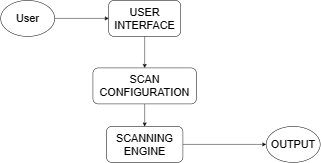 User
USER
INTERFACE
SCAN
CONFIGURATION
SCANNING
ENGINE
OUTPUT